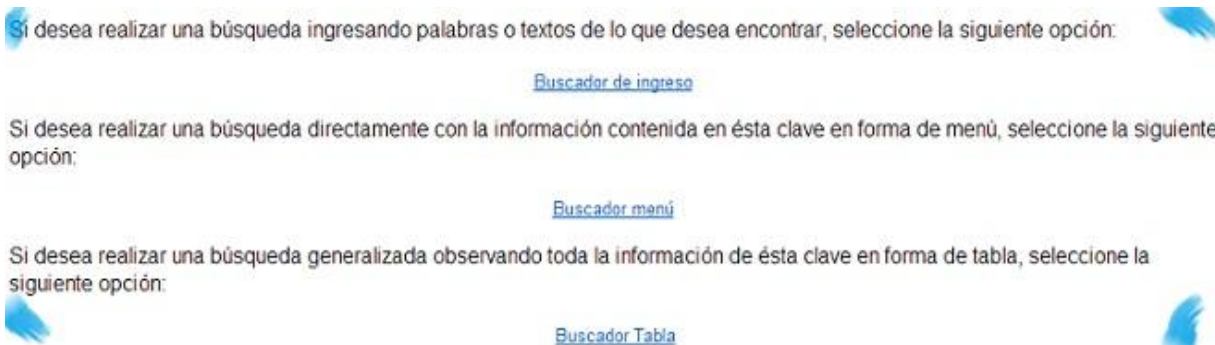 Si desea realizar una búsqueda ingresando palabras o textos de lo que desea encontrar, seleccione la siguiente opción:
Buscador de ingreso
Si desea realizar una búsqueda directamente con la información contenida en ésta clave en forma de menú, seleccione la siguiente
opción:
Buscador menú
Si desea realizar una búsqueda generalizada observando toda la información de ésta clave en forma de tabla, seleccione la
siguiente opción:
Buscador Tabla